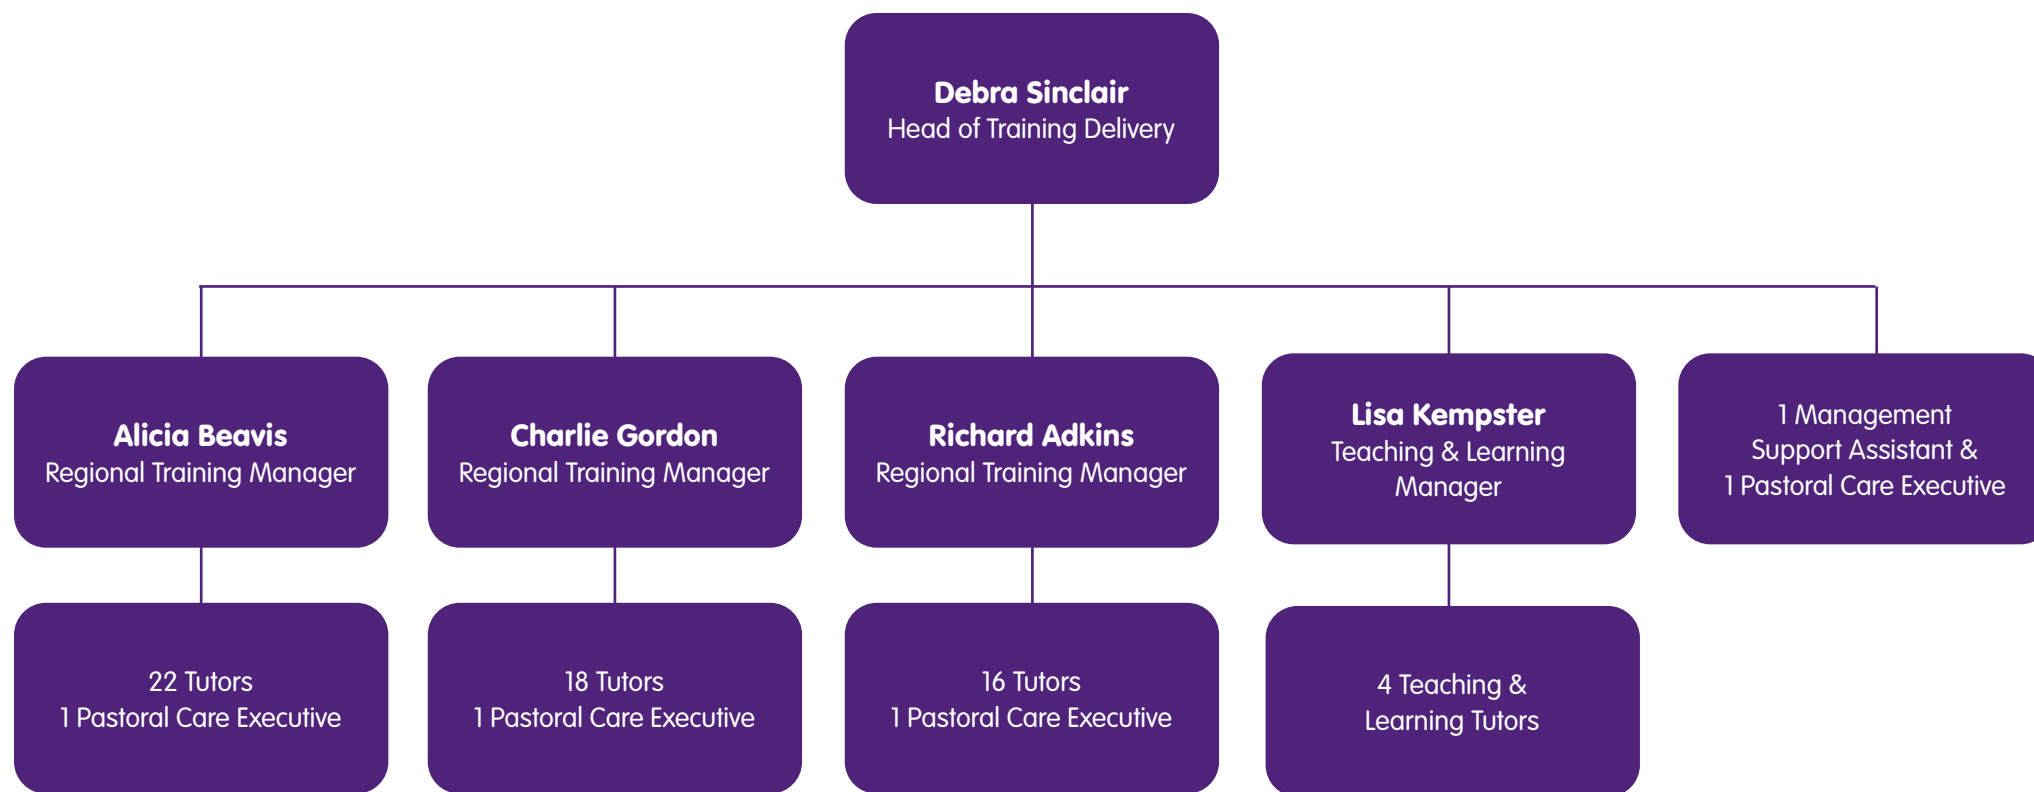 Debra Sinclair
Head of Training Delivery
Alicia Beavis
Regional Training Manager
Charlie Gordon
Regional Training Manager
Richard Adkins
Regional Training Manager
Lisa Kempster
Teaching & Learning
Manager
1 Management
Support Assistant &
1 Pastoral Care Executive
22 Tutors
1 Pastoral Care Executive
18 Tutors
1 Pastoral Care Executive
16 Tutors
1 Pastoral Care Executive
4 Teaching &
Learning Tutors